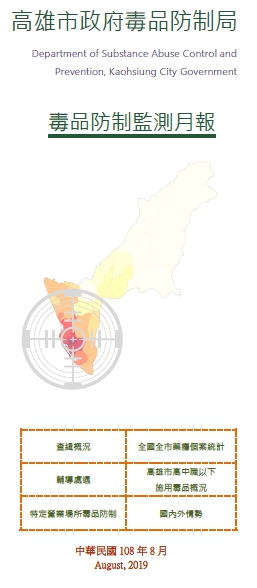 高雄市政府毒品防制局
Department of Substance Abuse Control and
Prevention, Kaohsiung City Government
毒品防制監測月報
查緝概況
全國全市藥癮個案統計
輔導處遇
高雄市高中職以下
施用毒品概況
特定營業場所毒品防制
國內外情勢
中華民國 108 年 8 月
August, 2019